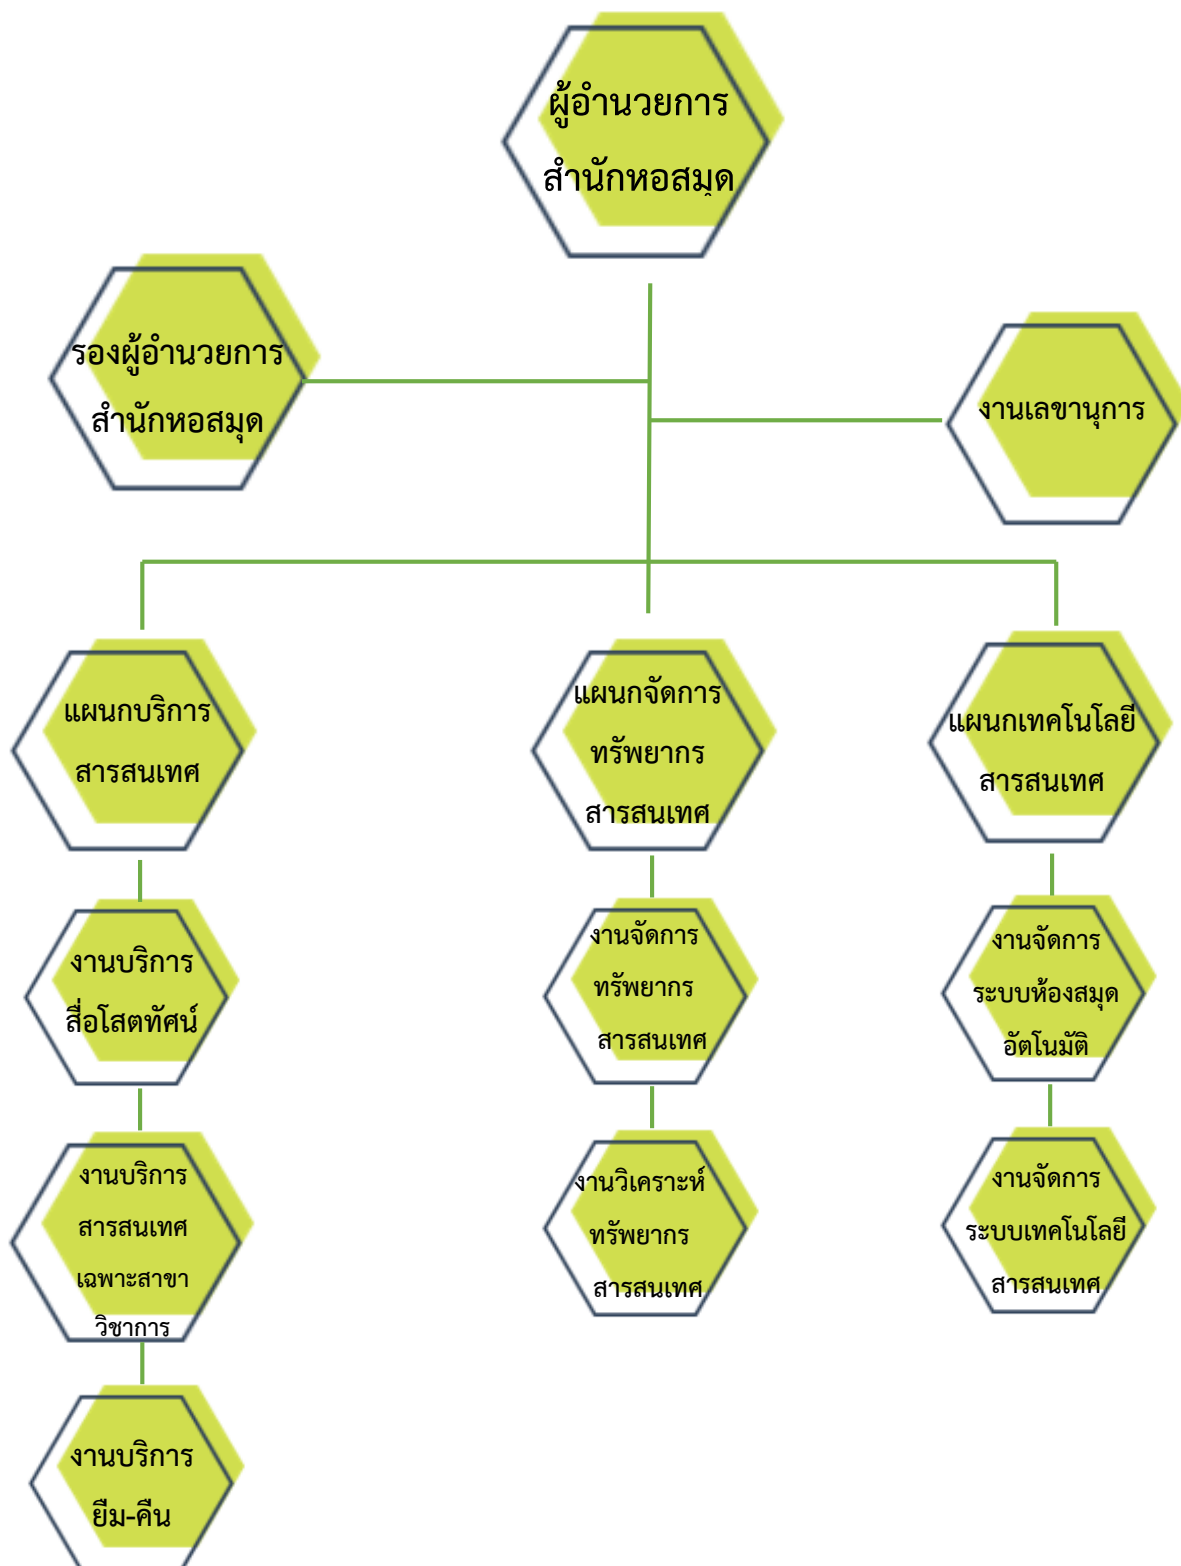 ผู้อำนวยการ
สำนักหอสมุด
รองผู้อำนวยการ
สำนักหอสมุด
งานเลขานุการ
แผนกบริการ
สารสนเทศ
แผนกจัดการ
ทรัพยากร
สารสนเทศ
แผนกเทคโนโลยี
สารสนเทศ
งานบริการ
สื่อโสตทัศน์
งานจัดการ
ทรัพยากร
สารสนเทศ
งานจัดการ
ระบบห้องสมุด
อัตโนมัติ
งานบริการ
สารสนเทศ
เฉพาะสาขา
วิชาการ
งานวิเคราะห์
ทรัพยากร
สารสนเทศ
งานจัดการ
ระบบเทคโนโลยี
สารสนเทศ
งานบริการ
ยืม-คืน